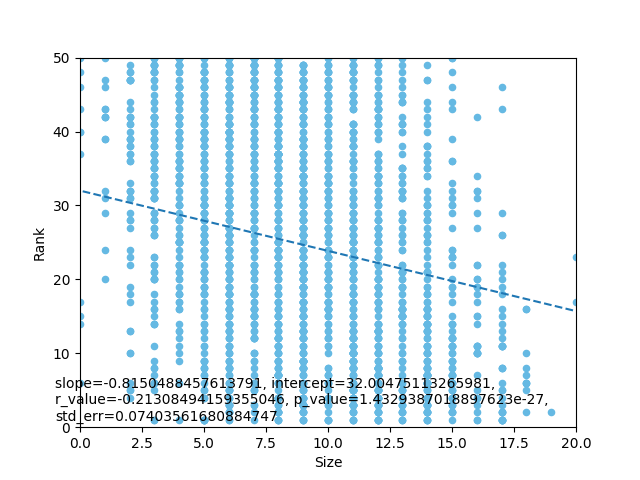 50
40
30
20
10
0
Rank
slope=-0.8150488457613791, intercept=32.00475113265981,
r_value=-0.21308494159355046, p_value=1.4329387018897623e-27,
std_err=0.07403561680884747
0.0 2.5 5.0 7.5 10.0 12.5 15.0 17.5 20.0
Size